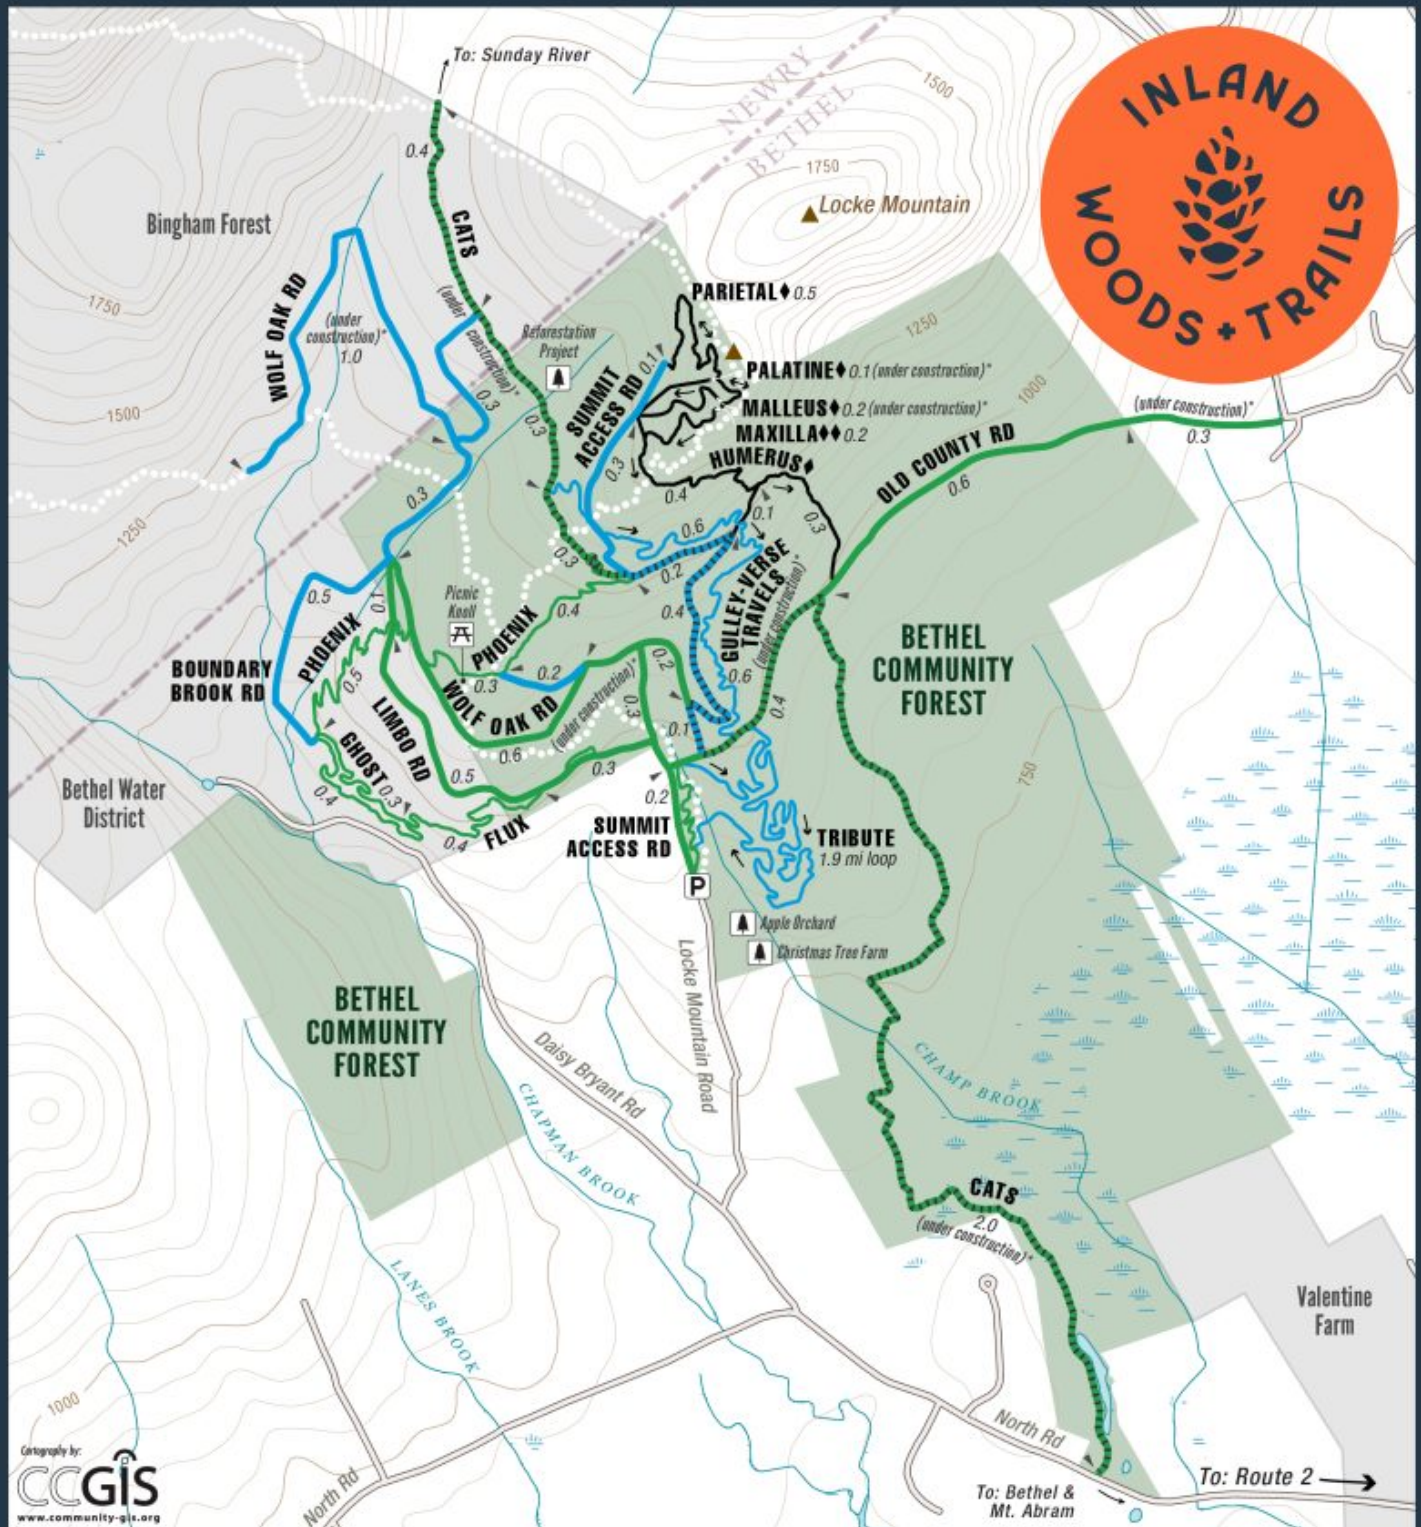 To: Sunday River
NEWRY
BETHEL
1500
INLAND
WOODS + TRAILS
0.4
1750
Locke Mountain
Bingham Forest
CATS
1750
WOLF OAK RD
(under
construction)*
1.0
(under construction)*
0.3
Reforestation
Project
PARIETAL♦ 0.5
1250
0.1
SUMMIT
ACCESS RD
PALATINE♦ 0.1 (under construction)*
MALLEUS♦ 0.2 (under construction)*
MAXILLA♦♦ 0.2
HUMERUS♦
1000
(under construction)*
0.3
1500
0.3
0.3
OLD COUNTY RD
0.6
0.3
0.4
0.1
0.3
1250
0.6
0.3
0.2
0.5
0.1
Picnic
Knoll
0.4
0.4
GULLEY-VERSE
TRAVELS
(under construction)*
PHOENIX
PHOENIX
BETHEL
COMMUNITY
FOREST
BOUNDARY
BROOK RD
0.5
0.3
0.2
0.2
0.6
WOLF OAK RD
(under construction)*
0.3
0.4
LIMBO RD
0.1
0.6
GHOST
0.5
0.3
750
Bethel Water
District
0.4
0.3
0.2
0.4
FLUX
SUMMIT
ACCESS RD
TRIBUTE
1.9 mi loop
P
Apple Orchard
Christmas Tree Farm
Locke Mountain Road
BETHEL
COMMUNITY
FOREST
Daisy Bryant Rd
CHAMP BROOK
CHAPMAN BROOK
CATS
2.0
(under construction)*
LANES BROOK
Valentine
Farm
1000
North Rd
Cartography by:
CCGIS
www.community-gis.org
North Rd
To: Bethel &
Mt. Abram
To: Route 2